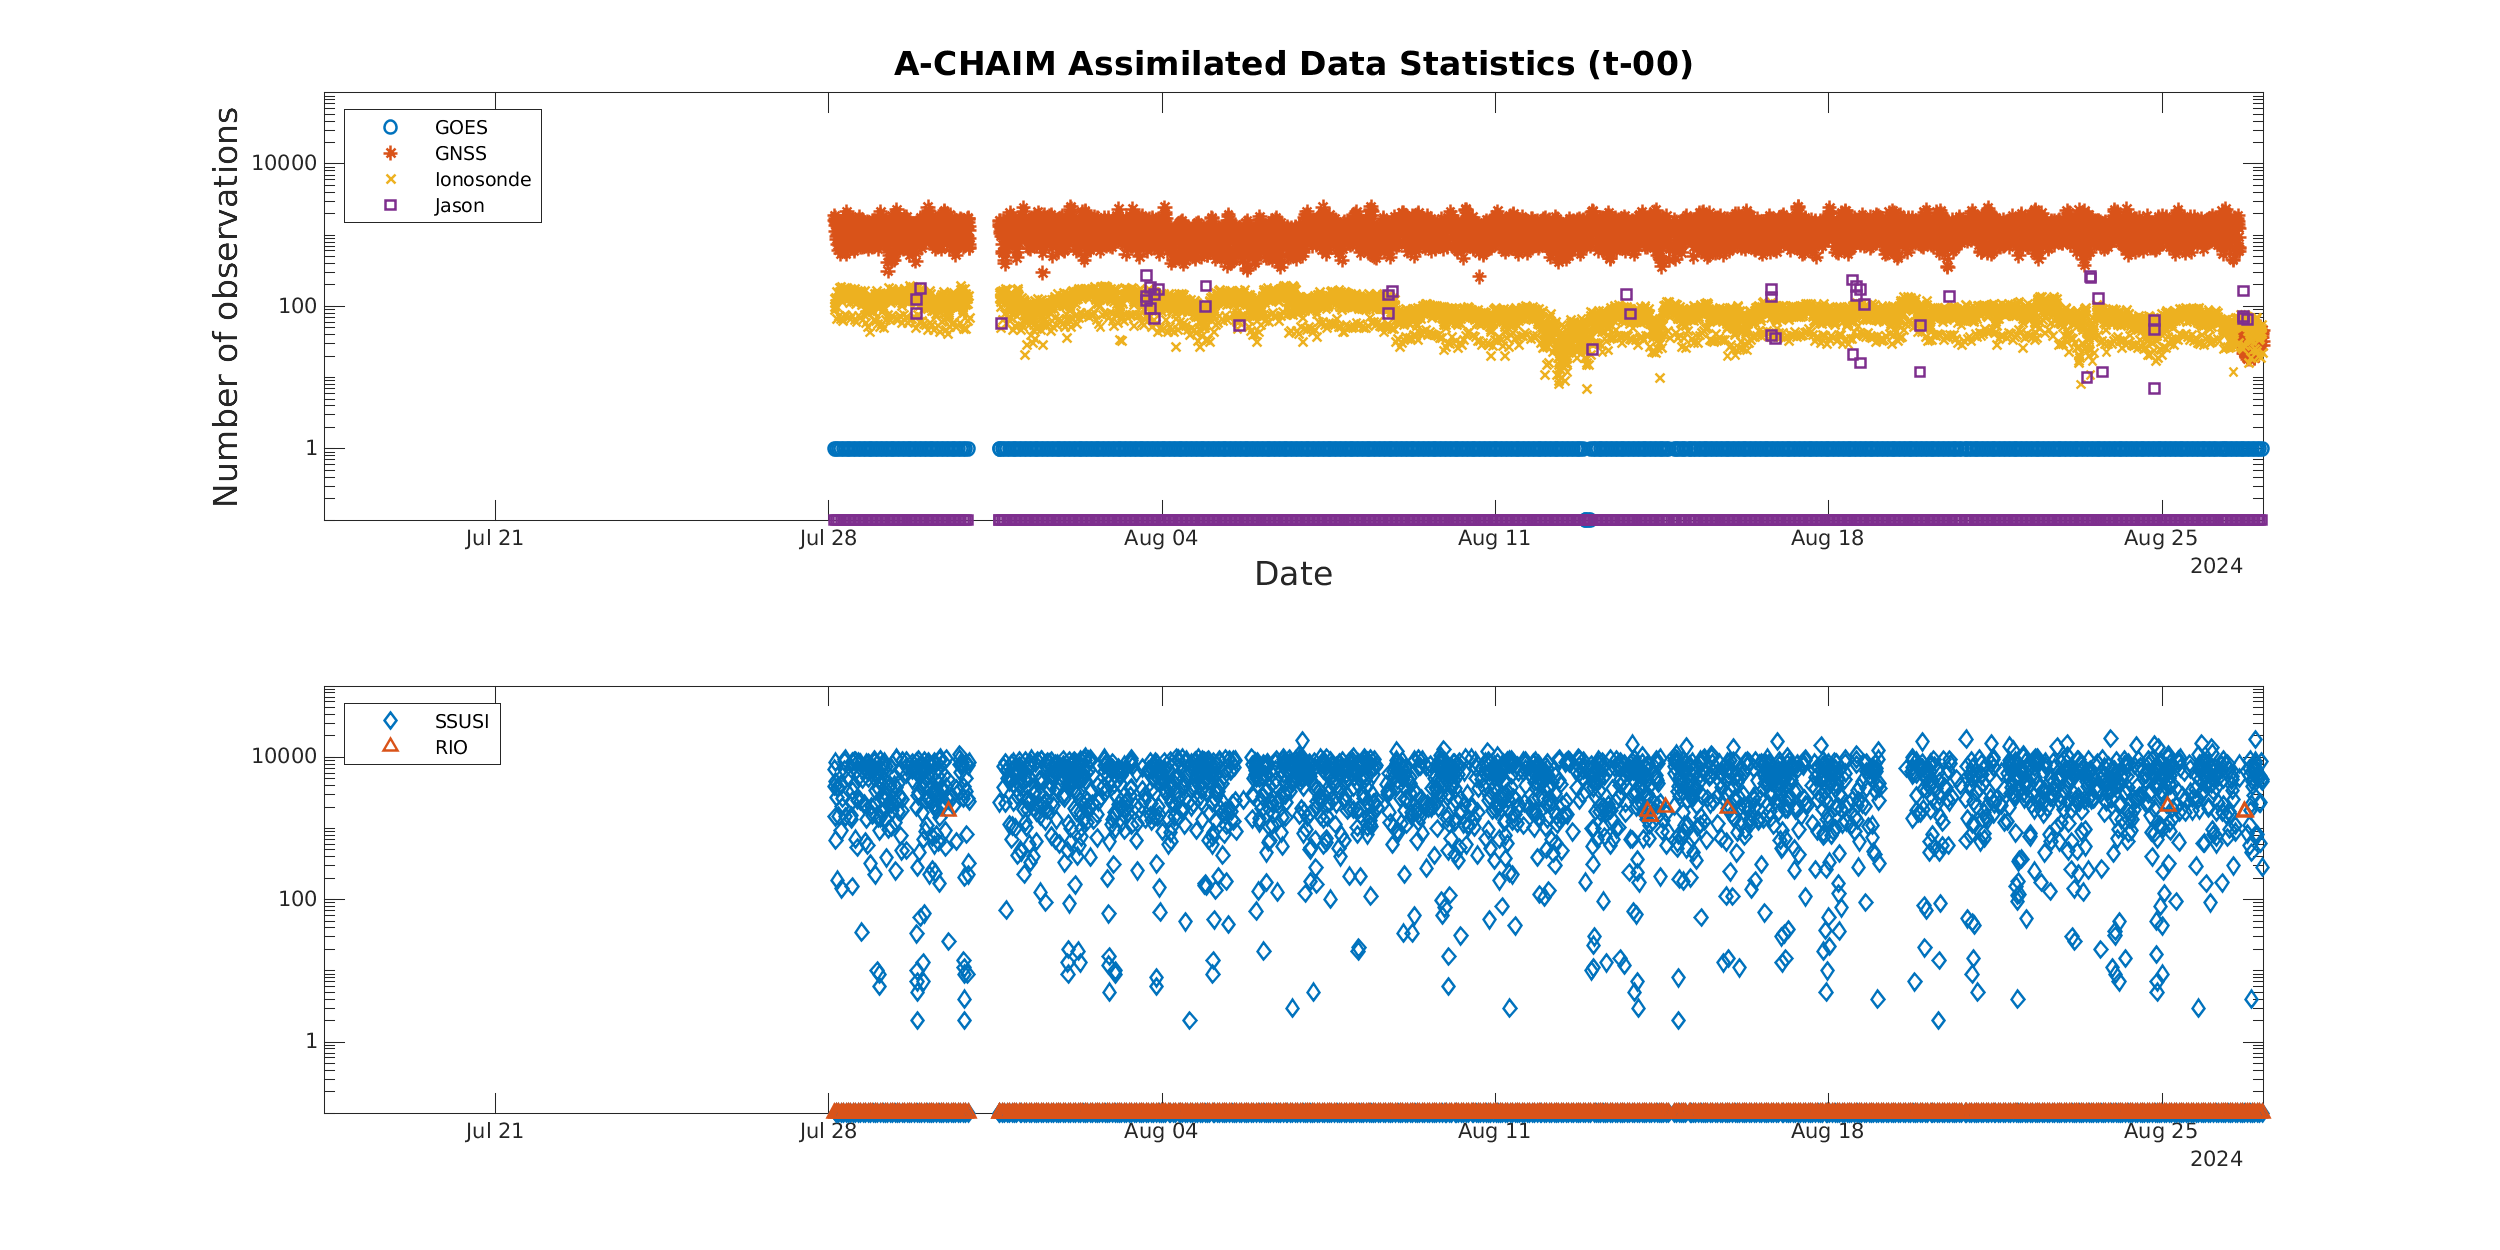 A-CHAIM Assimilated Data Statistics (t-00)
Number of observations
10000
100
1
GOES
GNSS
Ionosonde
Jason
Jul 21
Jul 28
Aug 04
Aug 11
Aug 18
Aug 25
2024
Date
10000
100
1
SSUSI
RIO
Jul 21
Jul 28
Aug 04
Aug 11
Aug 18
Aug 25
2024